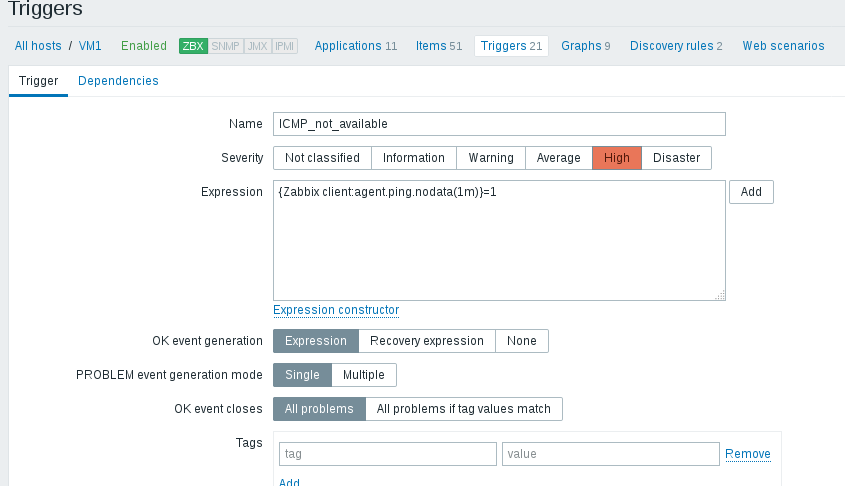 Triggers
All hosts / VM1 Enabled ZBX SNMP JMX IPMI Applications 11 Items 51 Triggers 21 Graphs 9 Discovery rules 2 Web scenarios
Trigger Dependencies
Name ICMP_not_available
Severity Not classified Information Warning Average High Disaster
Expression {Zabbix client:agent.ping.nodata(1m)}=1 Add
Expression constructor
OK event generation Expression Recovery expression None
PROBLEM event generation mode Single Multiple
OK event closes All problems All problems if tag values match
Tags tag value Remove
Add